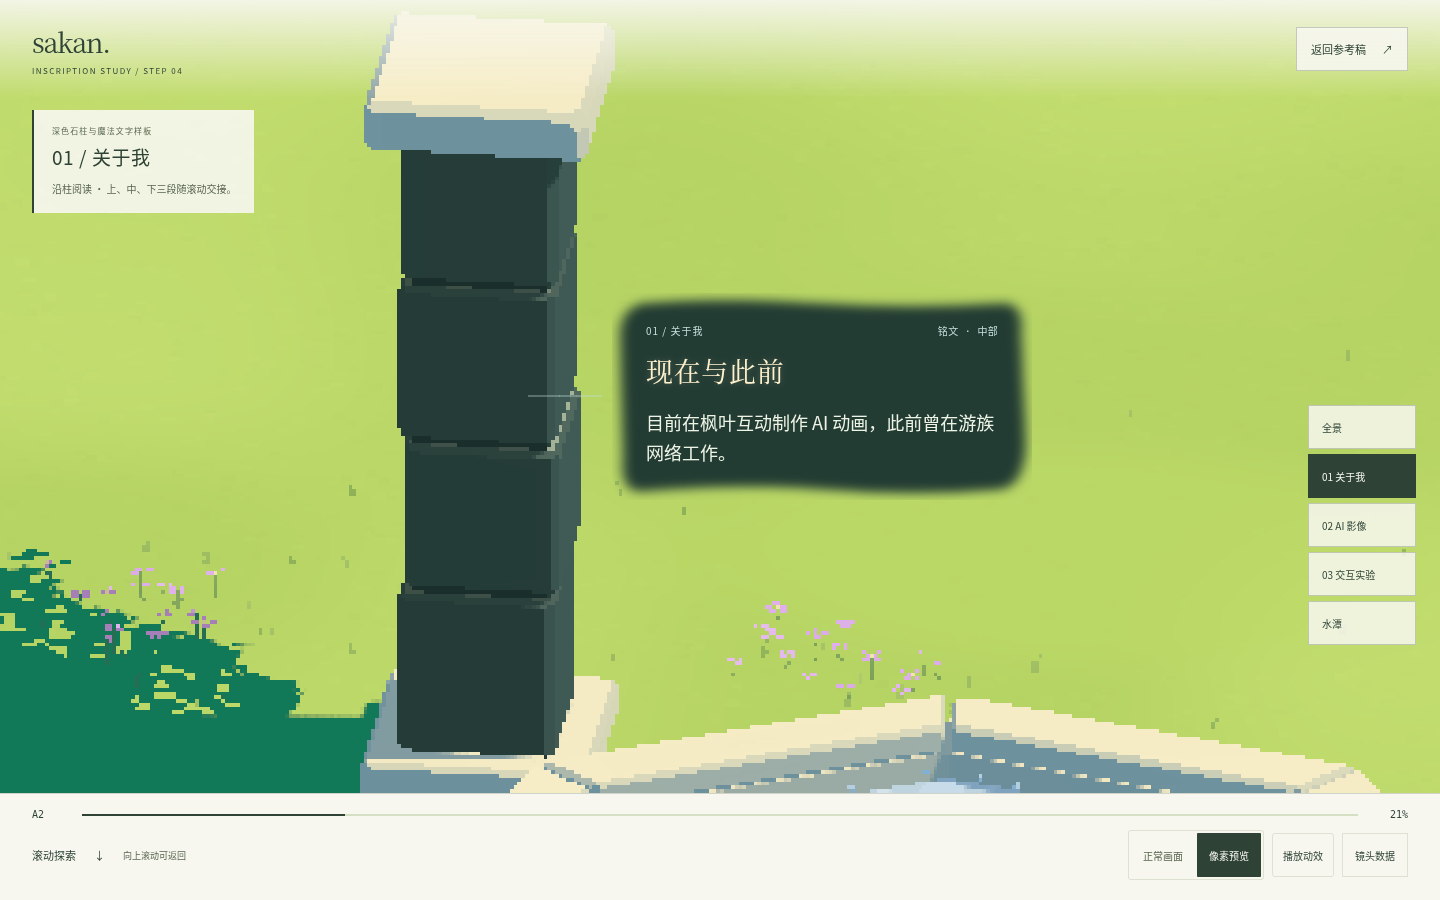 sakan.
INSCRIPTION STUDY / STEP 04
返回参考稿 ↗
深色石柱与魔法文字样板
01 / 关于我
沿柱阅读 · 上、中、下三段随滚动交接。
01 / 关于我
铭文 · 中部
现在与此前
目前在枫叶互动制作 AI 动画，此前曾在游族
网络工作。
全景
01 关于我
02 AI 影像
03 交互实验
水潭
A2
21%
滚动探索 ↓ 向上滚动可返回
正常画面
像素预览
播放动效
镜头数据